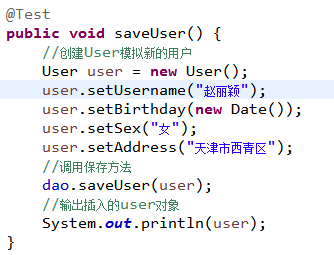 @Test
public void saveUser() {
//创建User模拟新的用户
User user = new User();
user.setUsername("赵丽颖");
user.setBirthday(new Date());
user.setSex("女");
user.setAddress("天津市西青区");
//调用保存方法
dao.saveUser(user);
//输出插入的user对象
System.out.println(user);
}